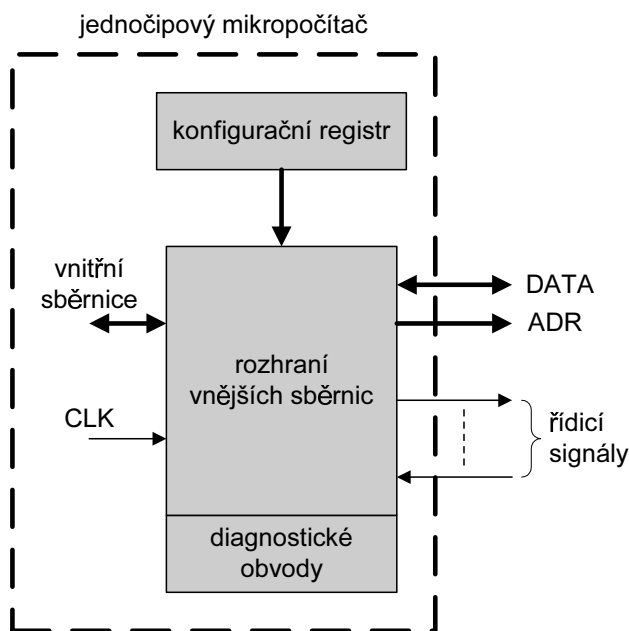 jednočipový mikropočítač
konfigurační registr
vnitřní
sběrnice
DATA
ADR
rozhraní
vnějších sběrnic
CLK
řídicí
signály
diagnostické
obvody